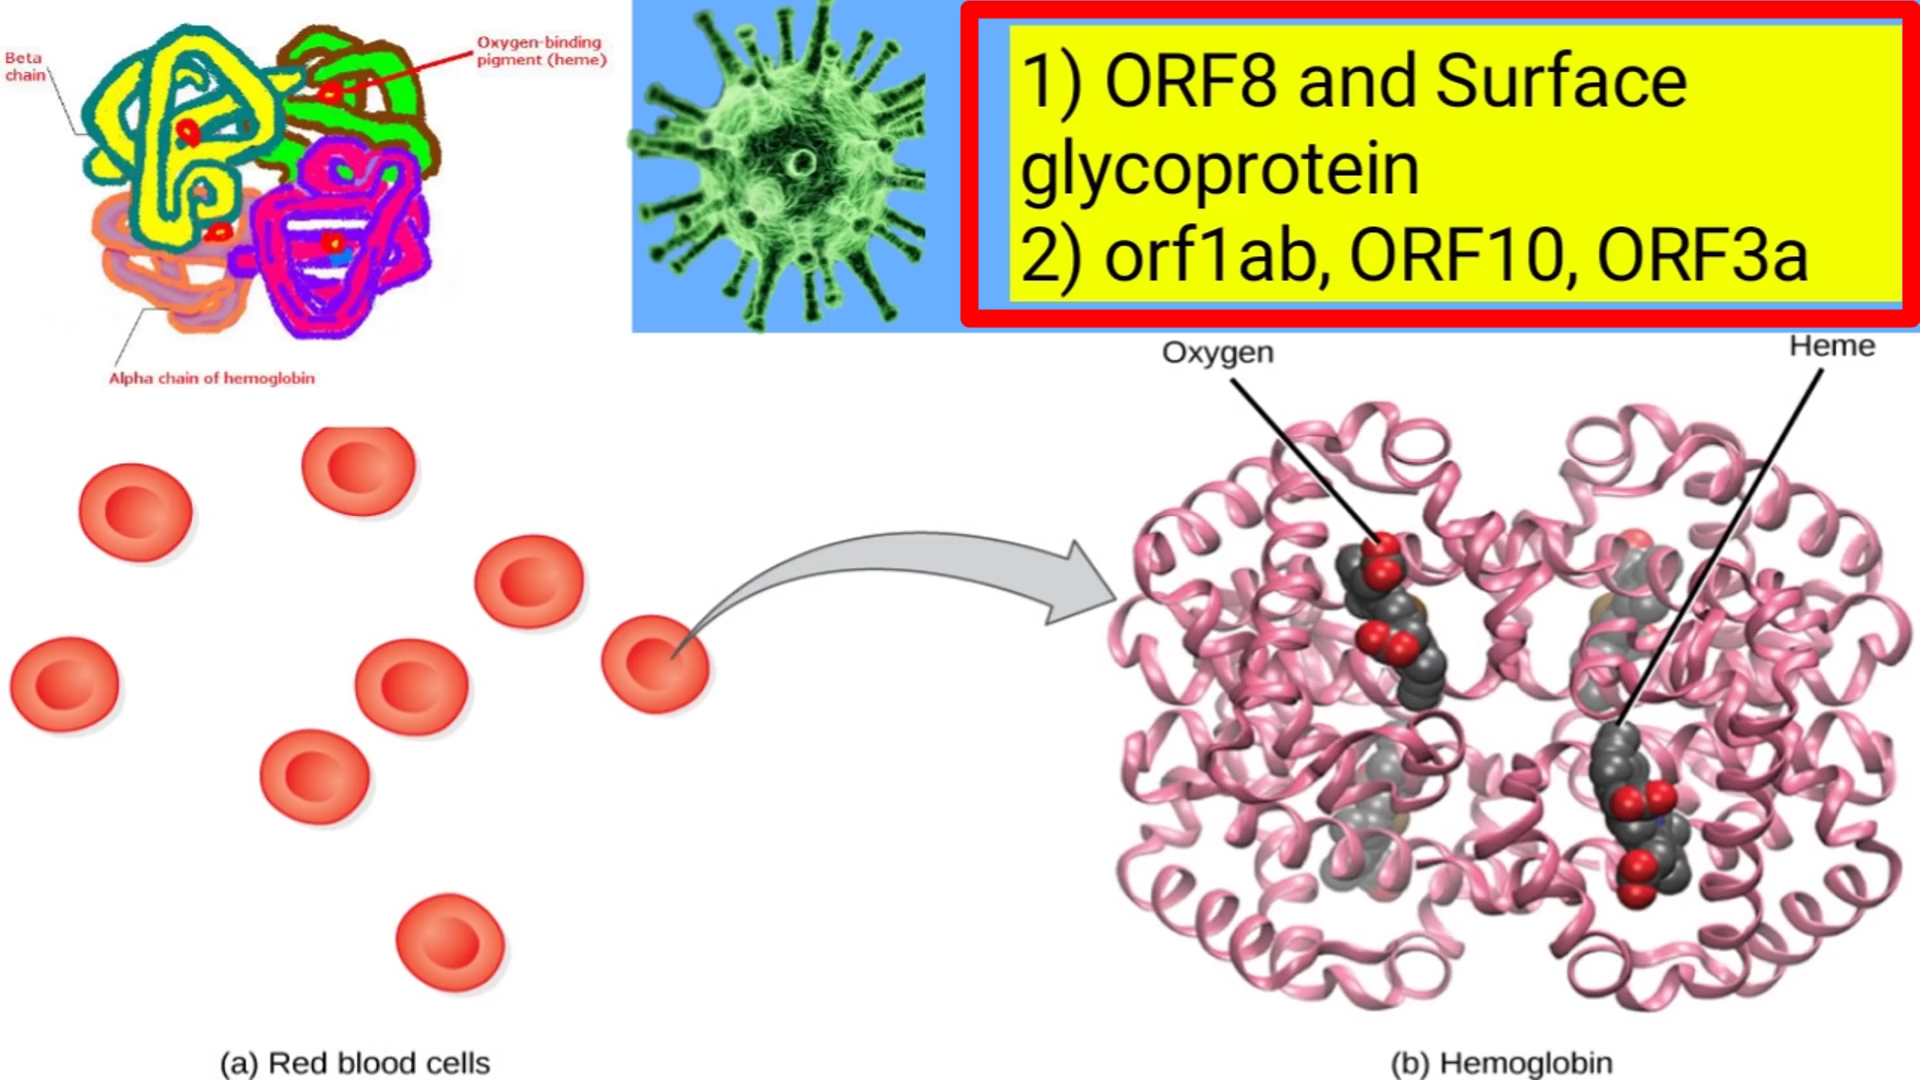 Beta
chain
Oxygen-binding
pigment (heme)
Alpha chain of hemoglobin
1) ORF8 and Surface
glycoprotein
2) orf1ab, ORF10, ORF3a
Oxygen
Heme
(a) Red blood cells
(b) Hemoglobin